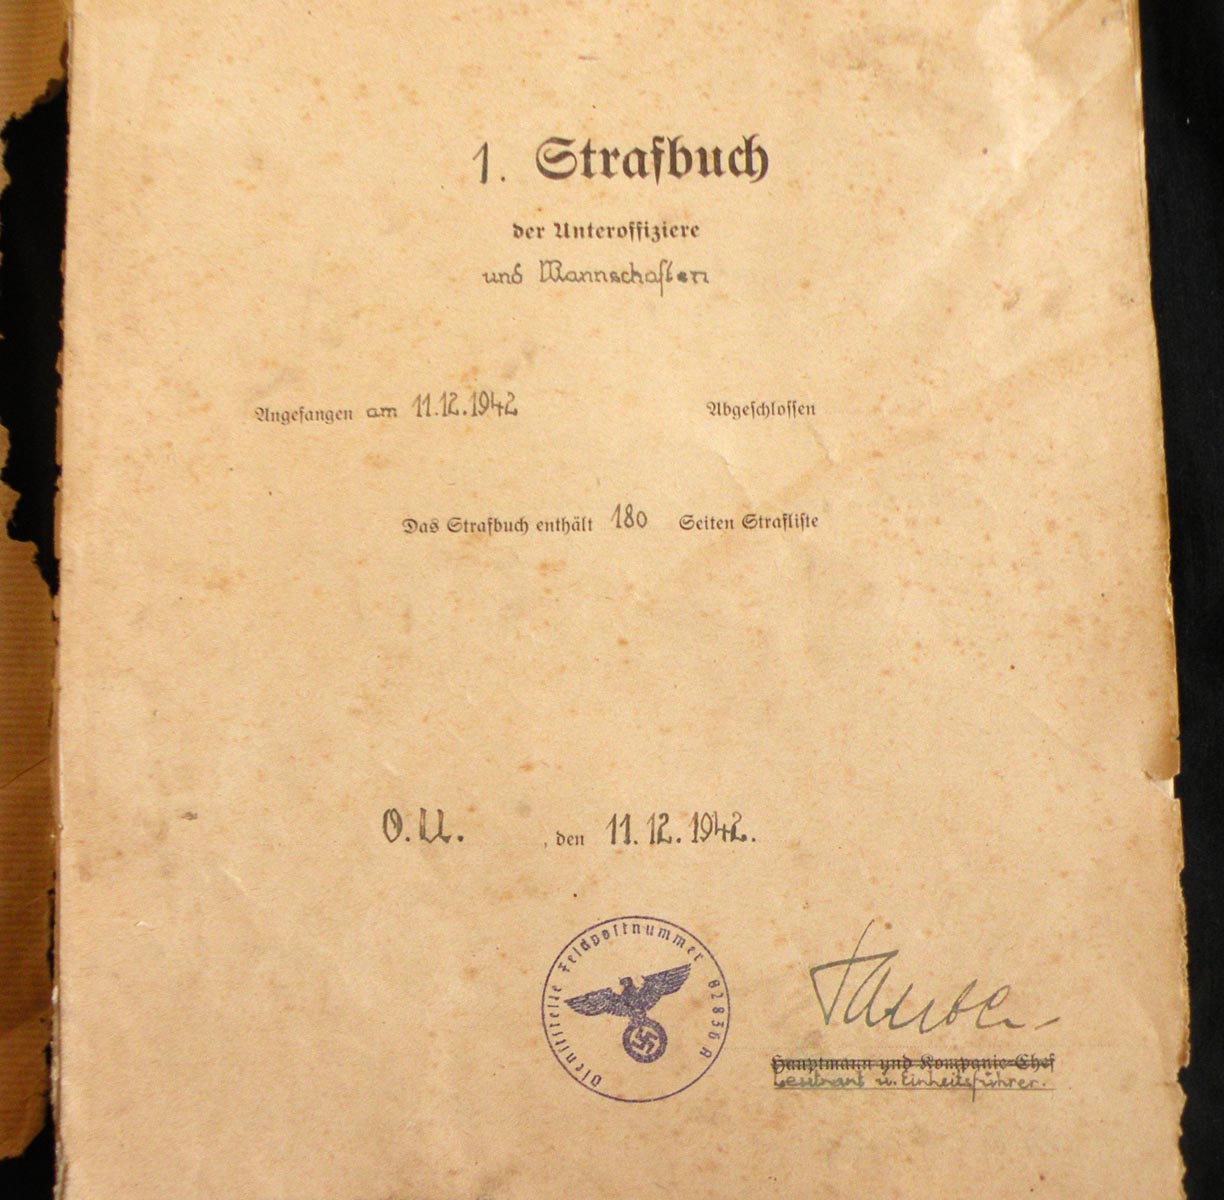 1. Strafbuch
der Unteroffiziere
und Mannschaften
Angefangen am 11.12.1942 Abgeschlossen
Das Strafbuch enthält 180 Seiten Strafliste
O.U. , den 11.12.1942.
Dienststelle Feldpostnummer 82836 A
Hauptmann und Kompanie-Chef
Leutnant u. Einheitsführer.